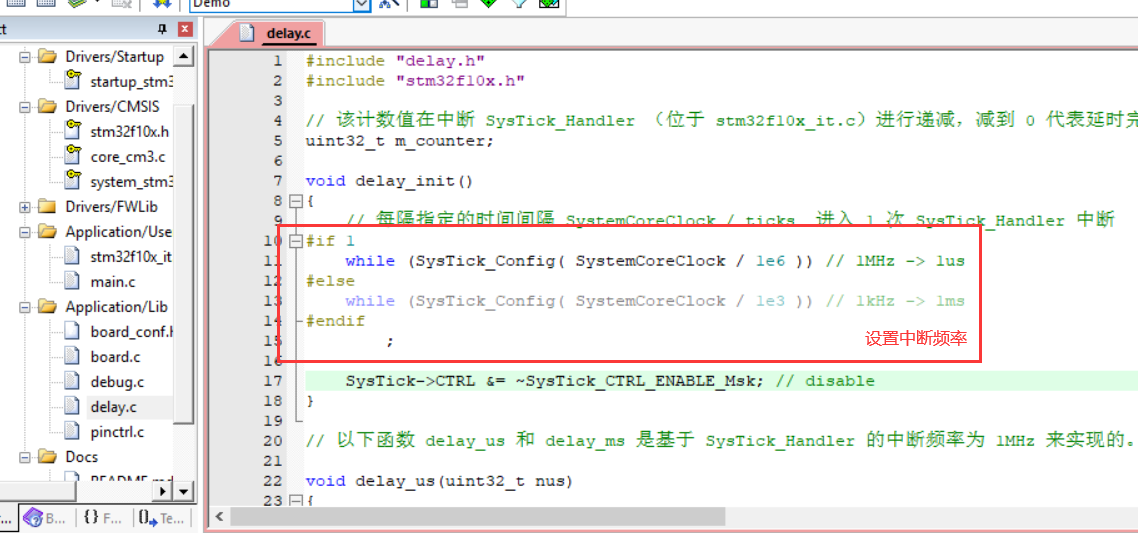 Demo
ct
Drivers/Startup
startup_stm3
Drivers/CMSIS
stm32f10x.h
core_cm3.c
system_stm3
Drivers/FWLib
Application/Use
stm32f10x_it
main.c
Application/Lib
board_conf.h
board.c
debug.c
delay.c
pinctrl.c
Docs
README.md
B...
{} F...
Te...
delay.c
1 #include "delay.h"
2 #include "stm32f10x.h"
3
4 // 该计数值在中断 SysTick_Handler （位于 stm32f10x_it.c）进行递减，减到 0 代表延时完
5 uint32_t m_counter;
6
7 void delay_init()
8 {
9 // 每隔指定的时间间隔 SystemCoreClock / ticks 进入 1 次 SysTick_Handler 中断
10 #if 1
11 while (SysTick_Config( SystemCoreClock / 1e6 )) // 1MHz -> 1us
12 #else
13 while (SysTick_Config( SystemCoreClock / 1e3 )) // 1kHz -> 1ms
14 #endif
15 ;
设置中断频率
16
17 SysTick->CTRL &= ~SysTick_CTRL_ENABLE_Msk; // disable
18 }
19
20 // 以下函数 delay_us 和 delay_ms 是基于 SysTick_Handler 的中断频率为 1MHz 来实现的。
21
22 void delay_us(uint32_t nus)
23 {